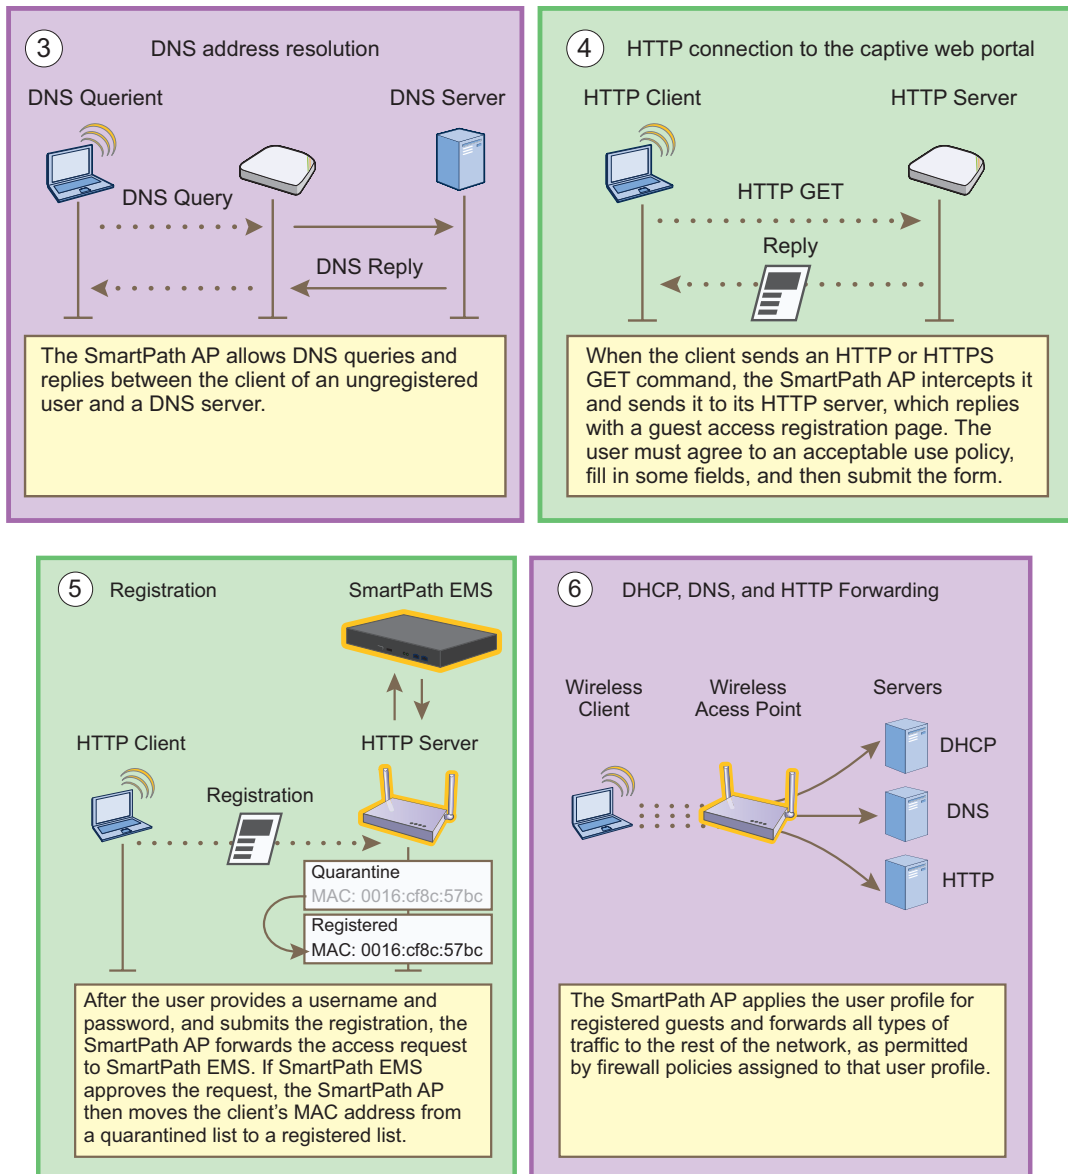 3
DNS address resolution
DNS Querient
DNS Server
DNS Query
DNS Reply
The SmartPath AP allows DNS queries and
replies between the client of an ungregistered
user and a DNS server.
4
HTTP connection to the captive web portal
HTTP Client
HTTP Server
HTTP GET
Reply
When the client sends an HTTP or HTTPS
GET command, the SmartPath AP intercepts it
and sends it to its HTTP server, which replies
with a guest access registration page. The
user must agree to an acceptable use policy,
fill in some fields, and then submit the form.
5
Registration
SmartPath EMS
HTTP Client
HTTP Server
Registration
Quarantine
MAC: 0016:cf8c:57bc
Registered
MAC: 0016:cf8c:57bc
After the user provides a username and
password, and submits the registration, the
SmartPath AP forwards the access request
to SmartPath EMS. If SmartPath EMS
approves the request, the SmartPath AP
then moves the client’s MAC address from
a quarantined list to a registered list.
6
DHCP, DNS, and HTTP Forwarding
Wireless
Client
Wireless
Acess Point
Servers
DHCP
DNS
HTTP
The SmartPath AP applies the user profile for
registered guests and forwards all types of
traffic to the rest of the network, as permitted
by firewall policies assigned to that user profile.